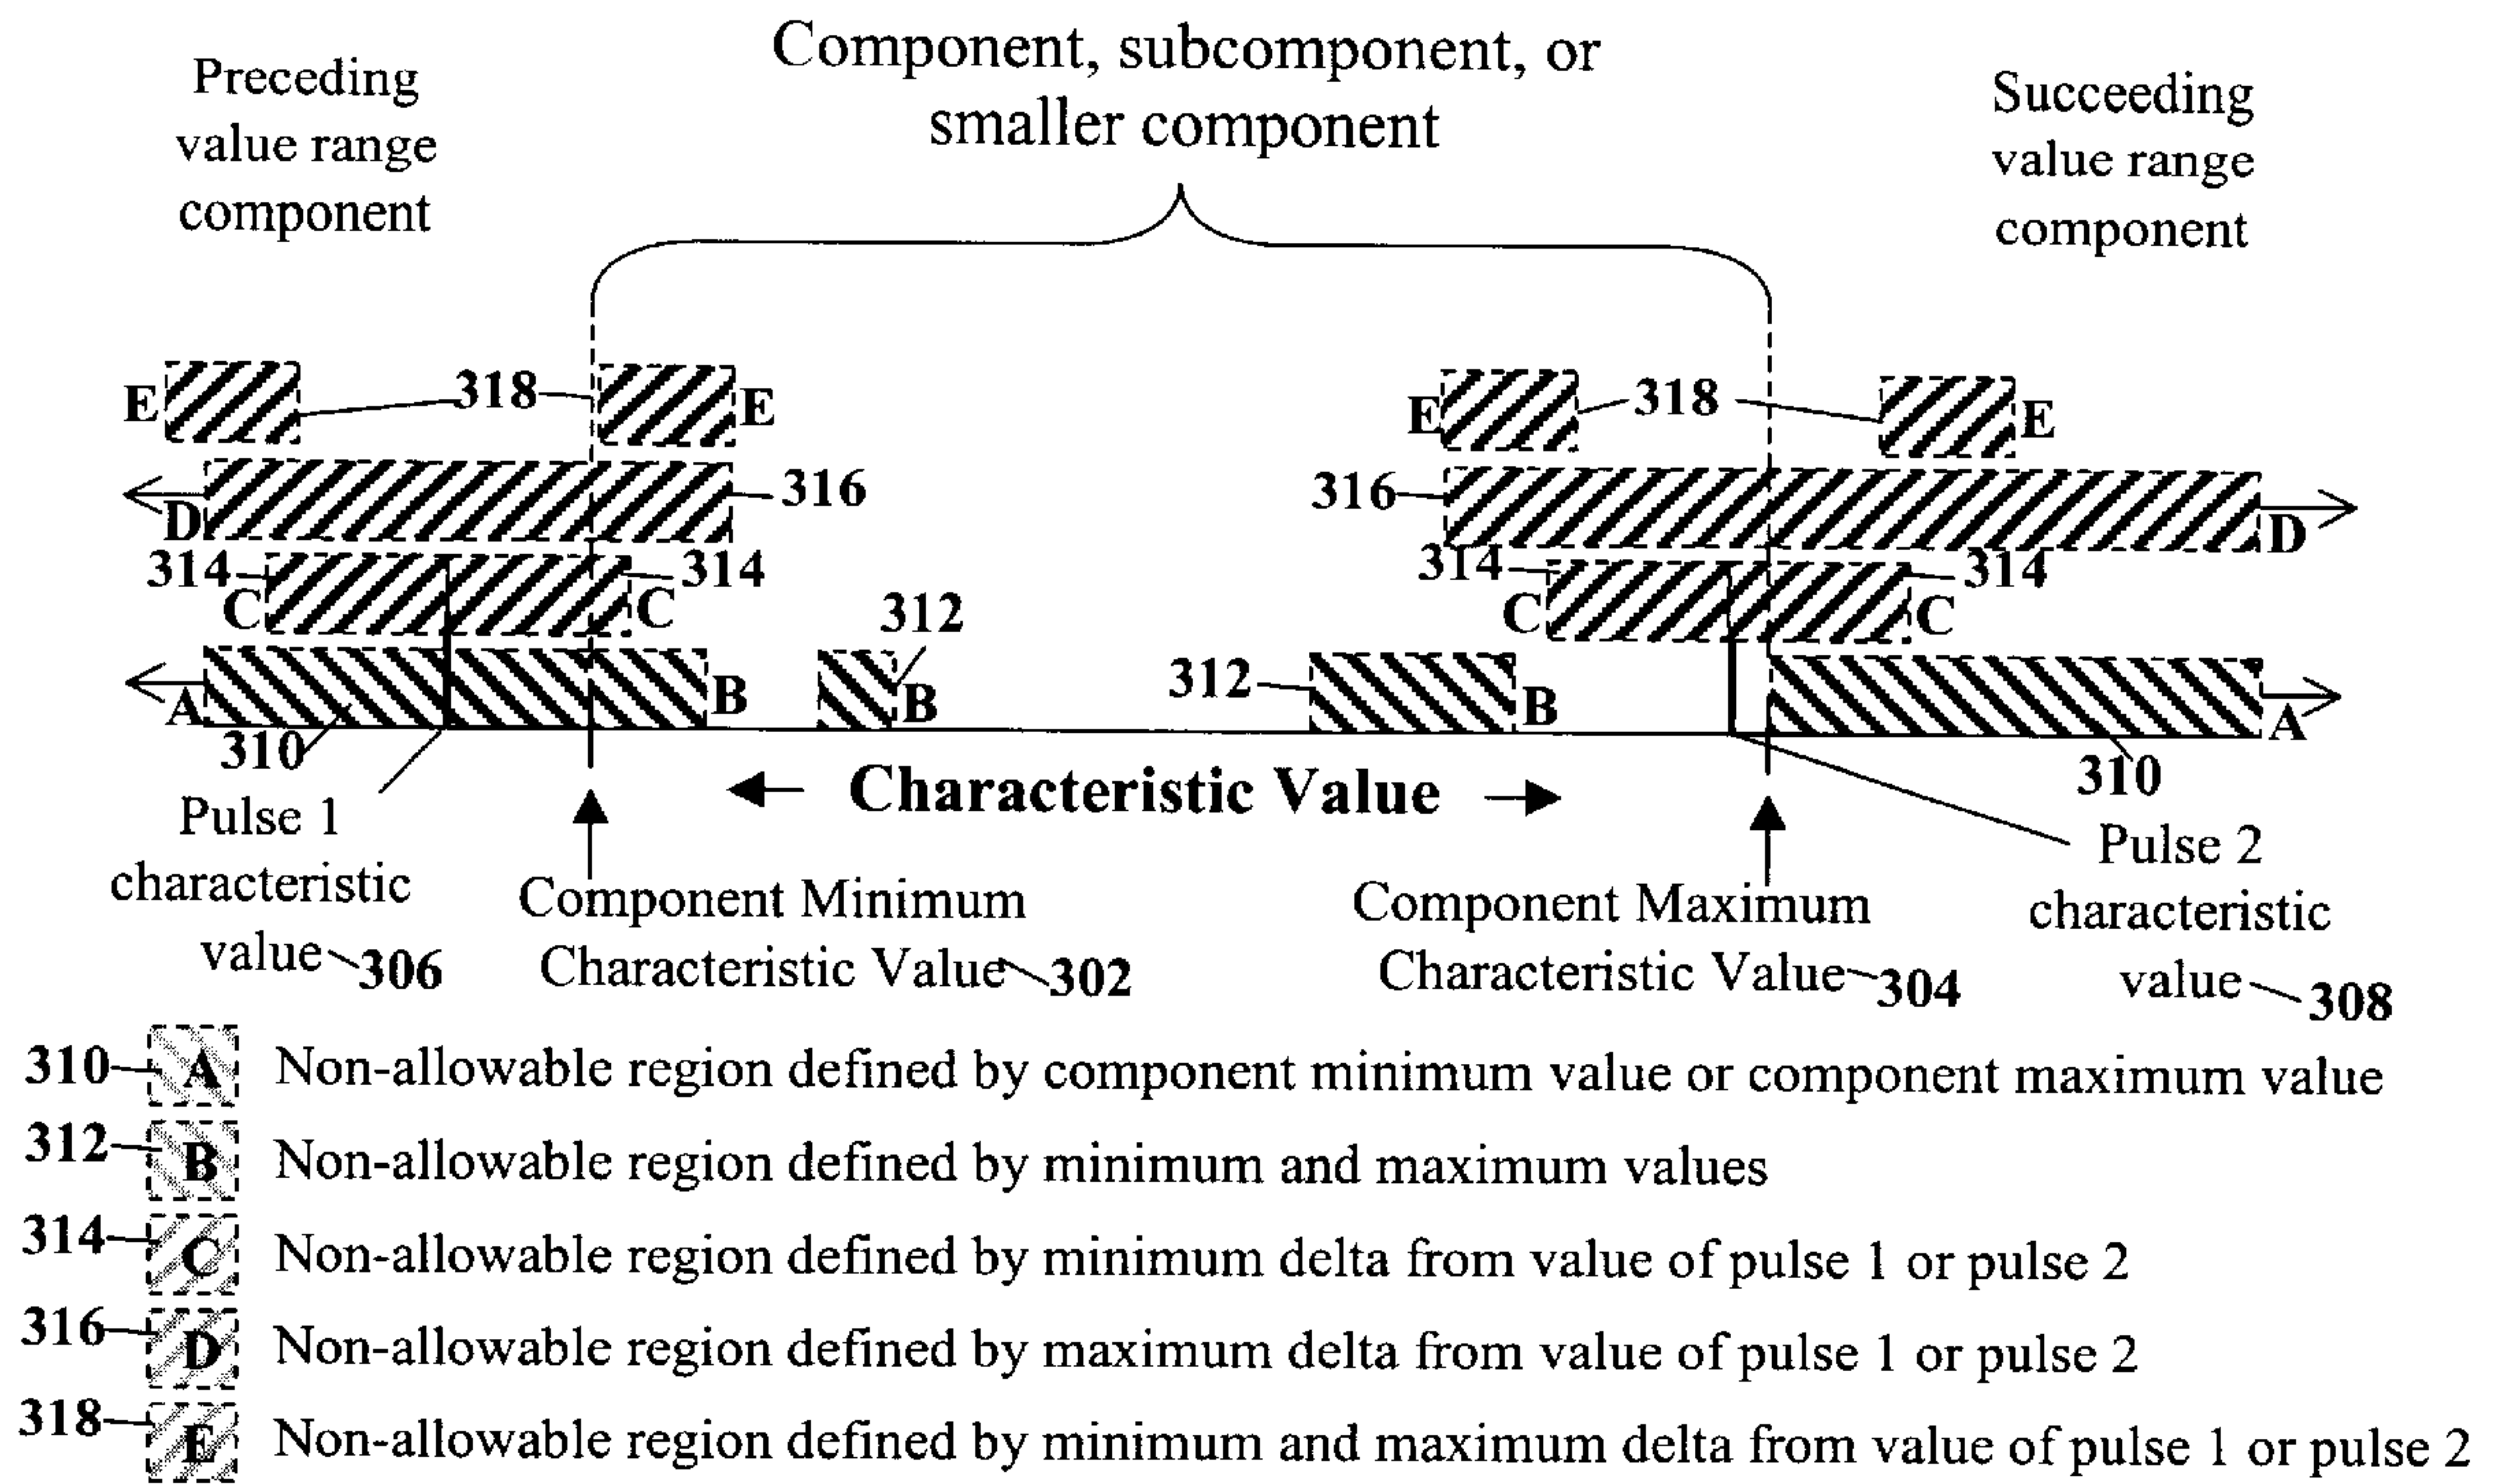 Component, subcomponent, or
smaller component
Preceding
value range
component
Succeeding
value range
component
E 318 E E 318 E
D 316 316 D
314 C 314 C 314 C 314 C
A B 312 B 312 B A
310 310
Characteristic Value
Pulse 1
characteristic
value 306
Component Minimum
Characteristic Value 302
Component Maximum
Characteristic Value 304
Pulse 2
characteristic
value 308
310 A Non-allowable region defined by component minimum value or component maximum value
312 B Non-allowable region defined by minimum and maximum values
314 C Non-allowable region defined by minimum delta from value of pulse 1 or pulse 2
316 D Non-allowable region defined by maximum delta from value of pulse 1 or pulse 2
318 E Non-allowable region defined by minimum and maximum delta from value of pulse 1 or pulse 2